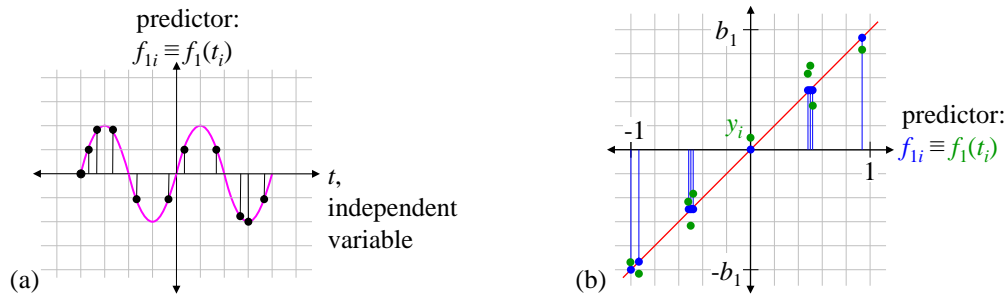 predictor:
f1i ≡ f1(ti)
t,
independent
variable
(a)
b1
-1
yi
predictor:
f1i ≡ f1(ti)
1
-b1
(b)